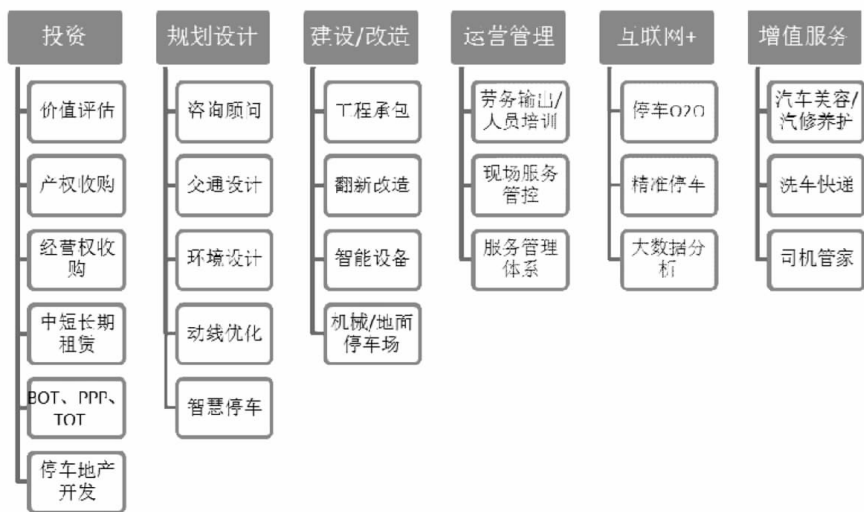 投资
价值评估
产权收购
经营权收
购
中短长期
租赁
BOT、PPP、
TOT
停车地产
开发
规划设计
咨询顾问
交通设计
环境设计
动线优化
智慧停车
建设/改造
工程承包
翻新改造
智能设备
机械/地面
停车场
运营管理
劳务输出/
人员培训
现场服务
管控
服务管理
体系
互联网+
停车O2O
精准停车
大数据分
析
增值服务
汽车美容/
汽修养护
洗车快递
司机管家